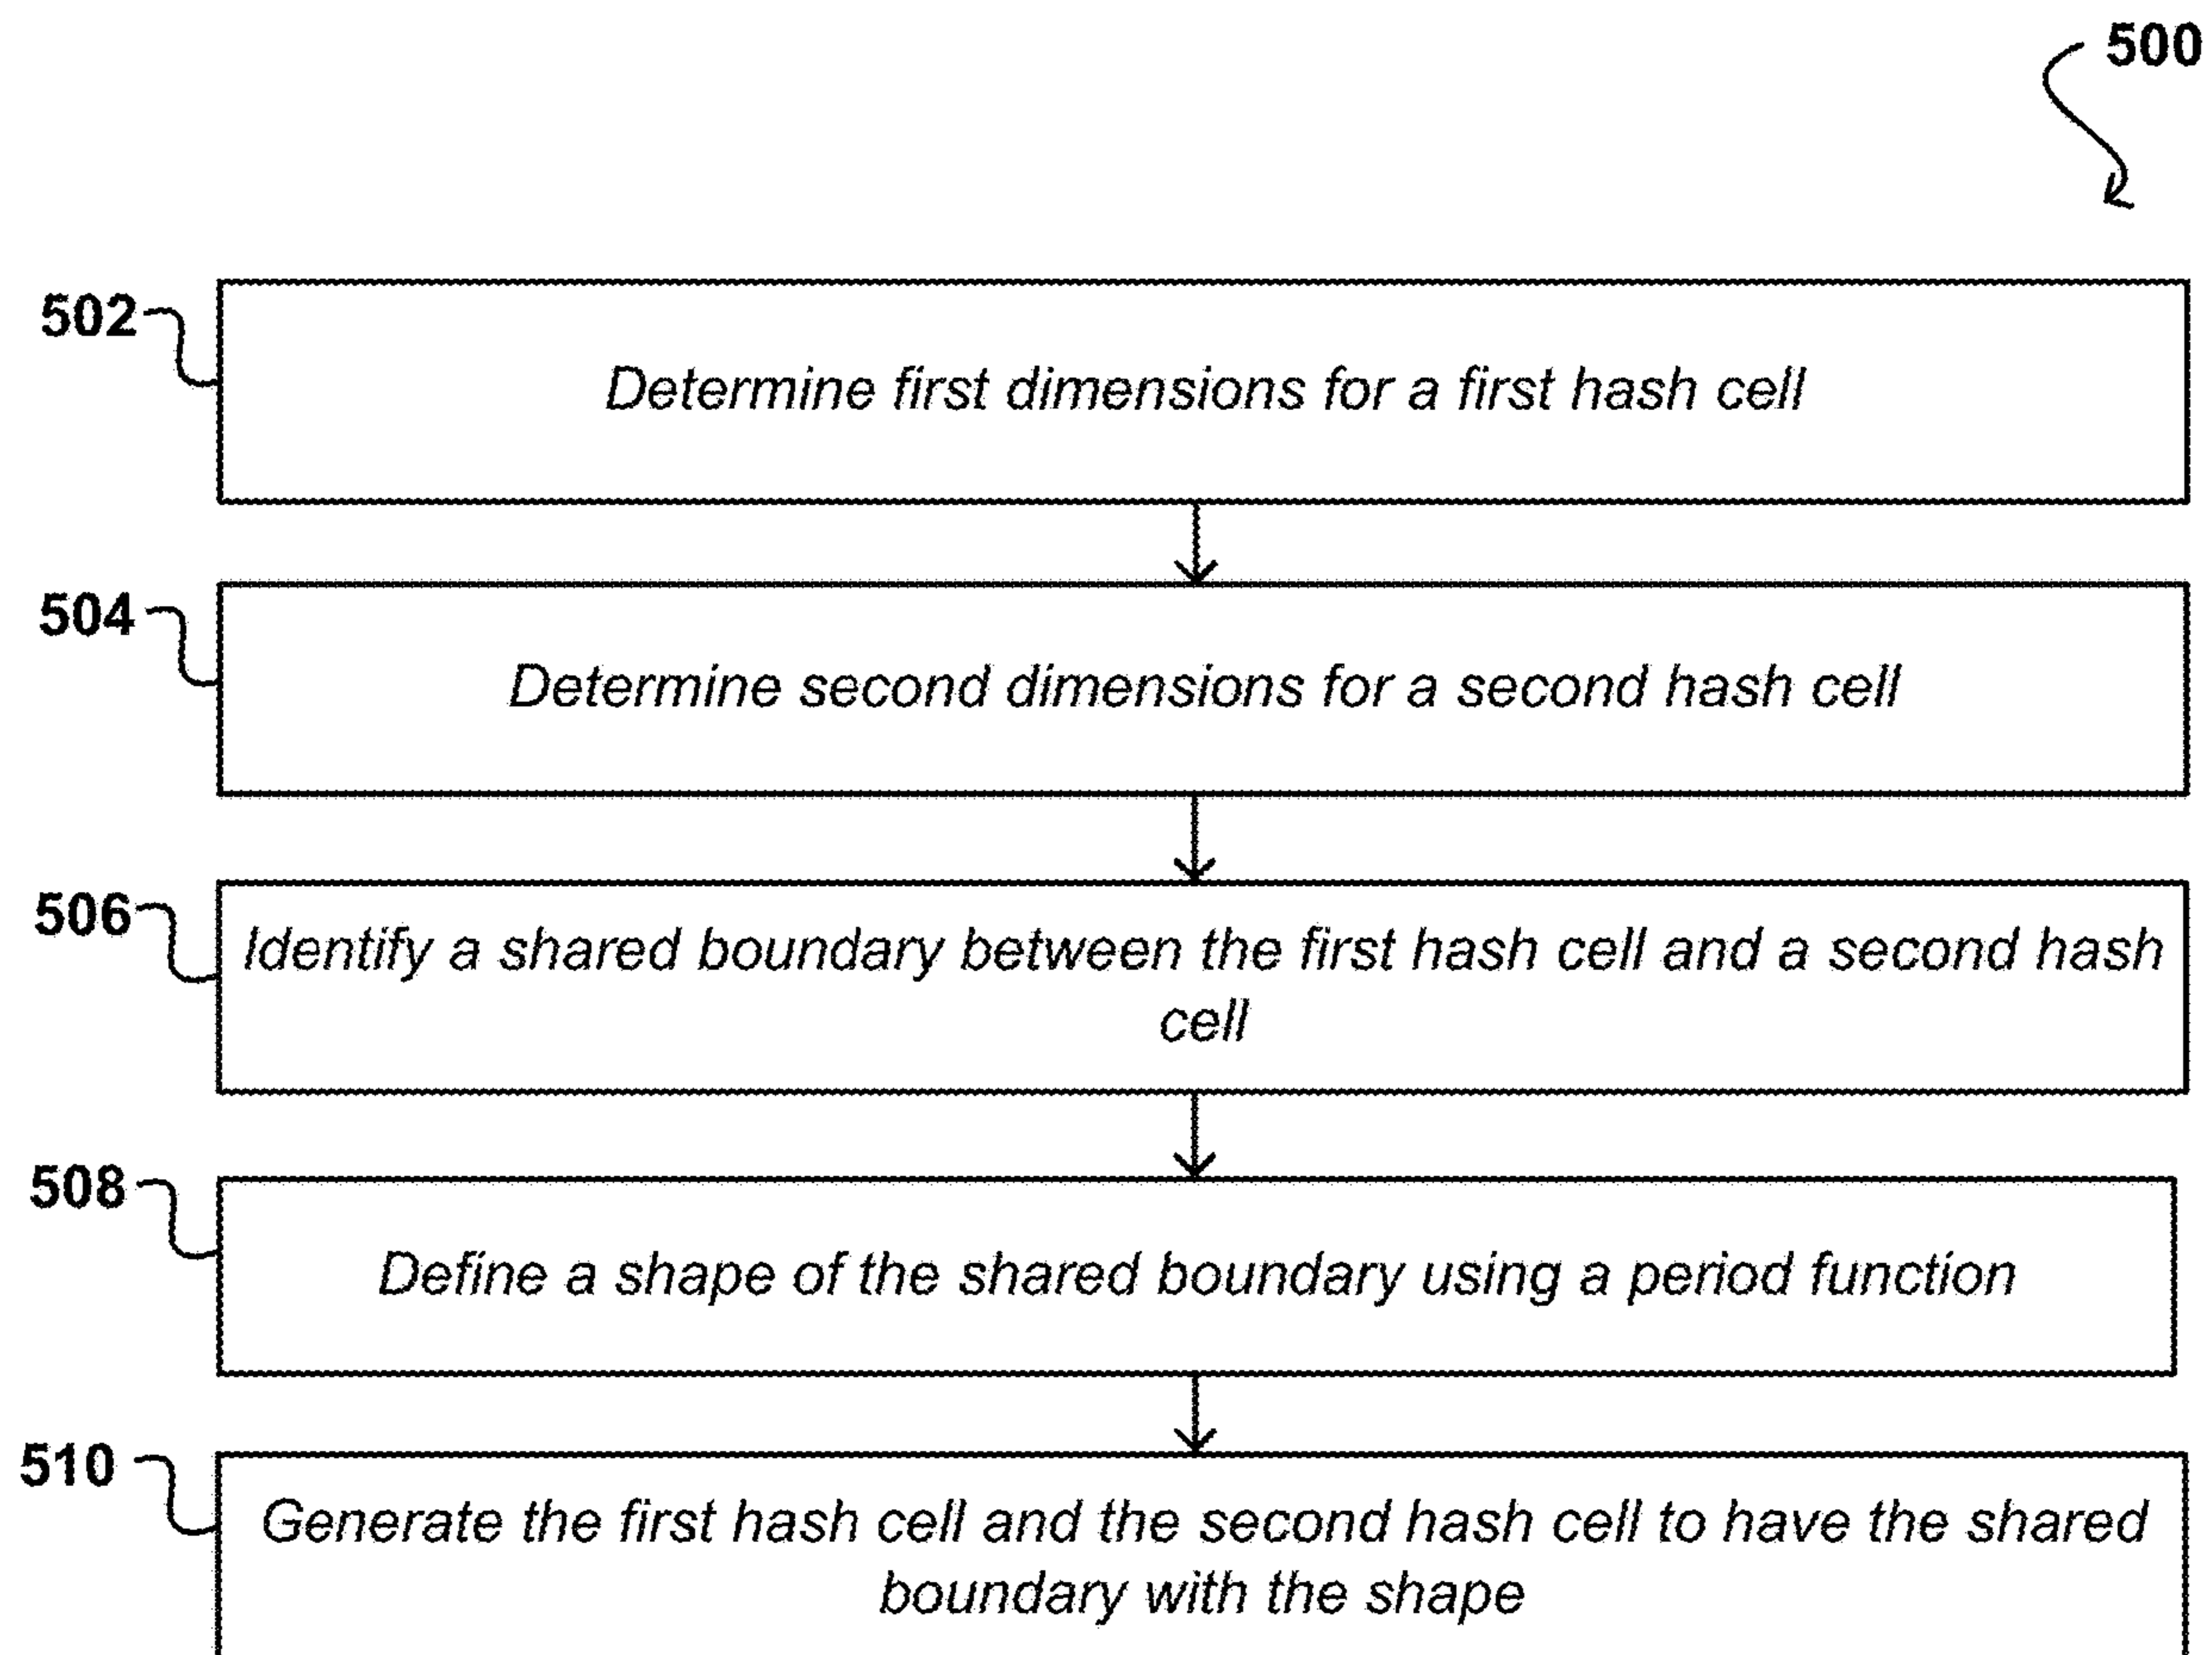 500
502
Determine first dimensions for a first hash cell
504
Determine second dimensions for a second hash cell
506
Identify a shared boundary between the first hash cell and a second hash
cell
508
Define a shape of the shared boundary using a period function
510
Generate the first hash cell and the second hash cell to have the shared
boundary with the shape